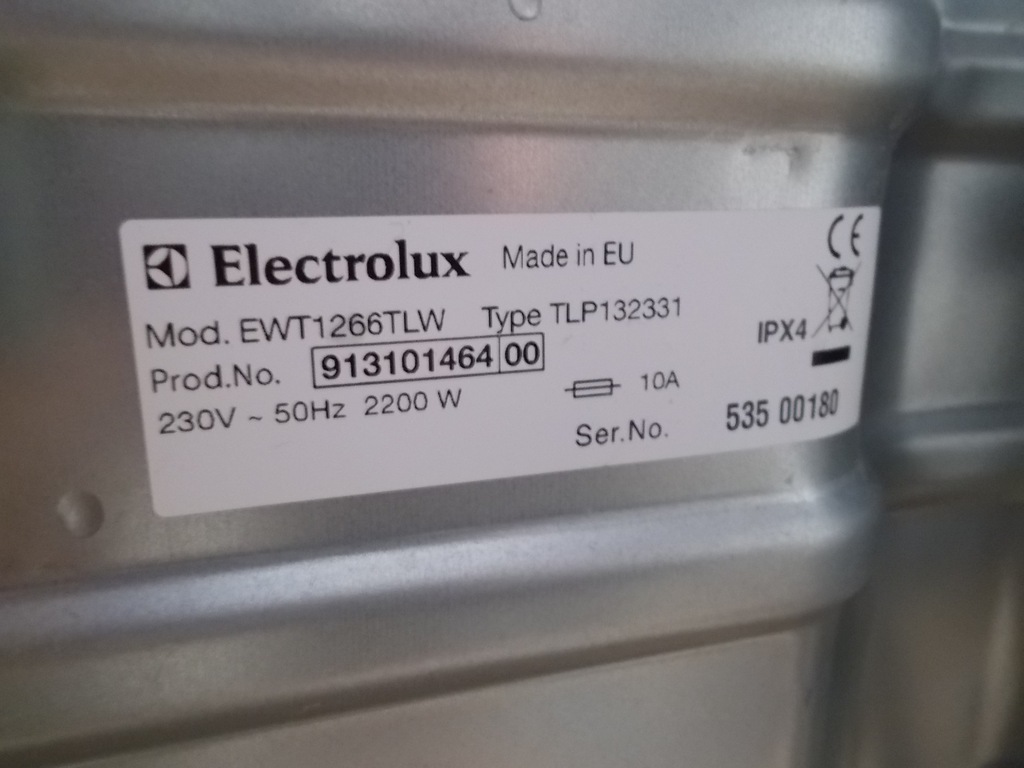 Electrolux Made in EU CE
Mod. EWT1266TLW Type TLP132331
IPX4
Prod.No. 913101464 00
230V ~ 50Hz 2200 W 10A
Ser.No. 535 00180